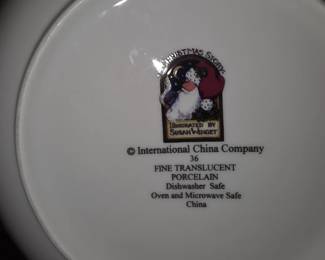 CHRISTMAS STORY
ILLUSTRATED BY
SUSAN WINGET
© International China Company
36
FINE TRANSLUCENT
PORCELAIN
Dishwasher Safe
Oven and Microwave Safe
China